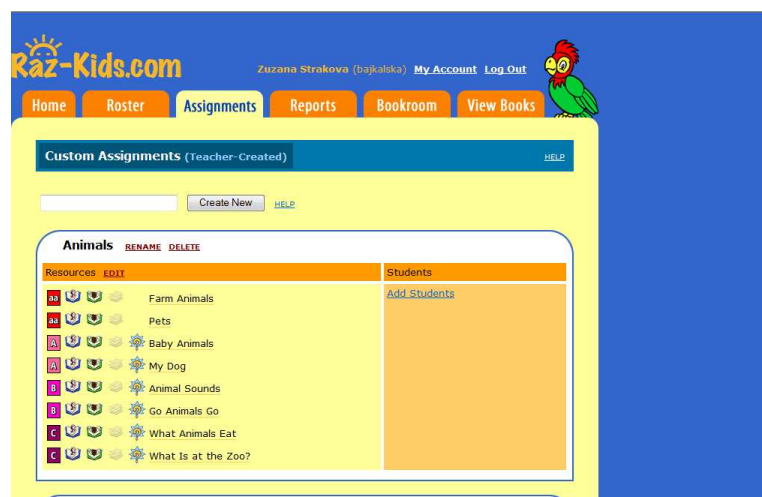 Raz-Kids.com
Zuzana Strakova (bajkalska) My Account Log Out
Home Roster Assignments Reports Bookroom View Books
Custom Assignments (Teacher-Created) HELP
Create New HELP
Animals RENAME DELETE
Resources EDIT Students
aa Farm Animals Add Students
aa Pets
A Baby Animals
A My Dog
B Animal Sounds
B Go Animals Go
C What Animals Eat
C What Is at the Zoo?